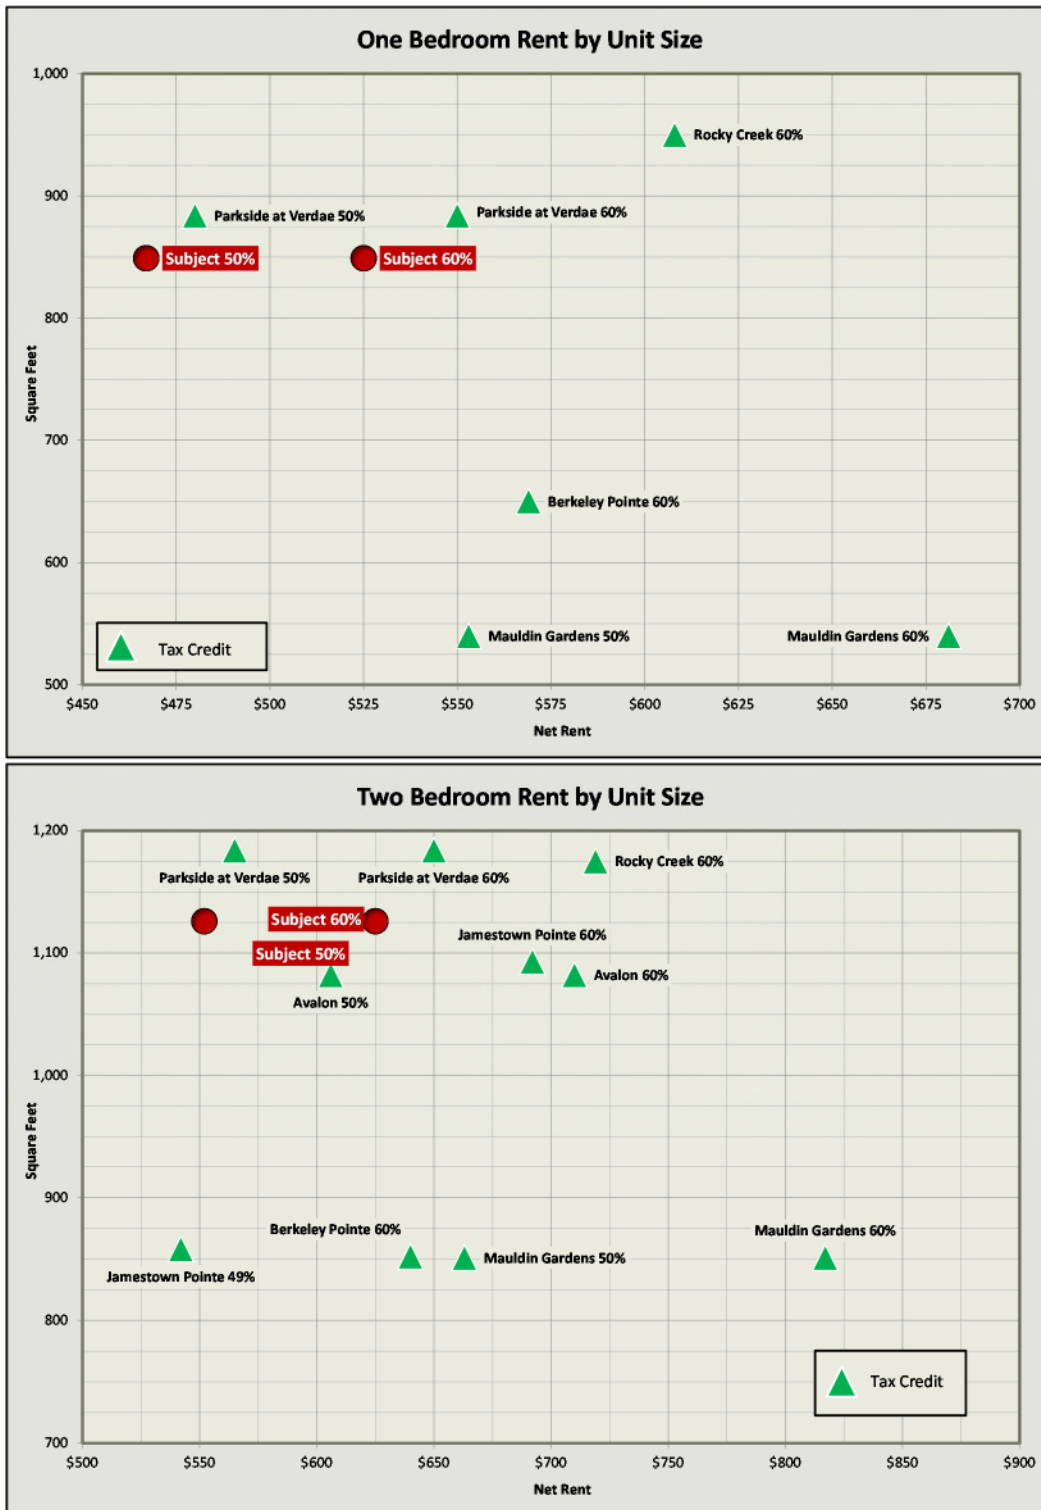 One Bedroom Rent by Unit Size
1,000
Rocky Creek 60%
900
Parkside at Verdae 50%
Parkside at Verdae 60%
Subject 50%
Subject 60%
800
Square Feet
700
Berkeley Pointe 60%
600
Mauldin Gardens 50%
Mauldin Gardens 60%
Tax Credit
500
$450 $475 $500 $525 $550 $575 $600 $625 $650 $675 $700
Net Rent
Two Bedroom Rent by Unit Size
1,200
Rocky Creek 60%
Parkside at Verdae 50%
Parkside at Verdae 60%
Subject 60%
Jamestown Pointe 60%
1,100
Subject 50%
Avalon 60%
Avalon 50%
1,000
Square Feet
900
Berkeley Pointe 60%
Mauldin Gardens 60%
Mauldin Gardens 50%
Jamestown Pointe 49%
800
Tax Credit
700
$500 $550 $600 $650 $700 $750 $800 $850 $900
Net Rent